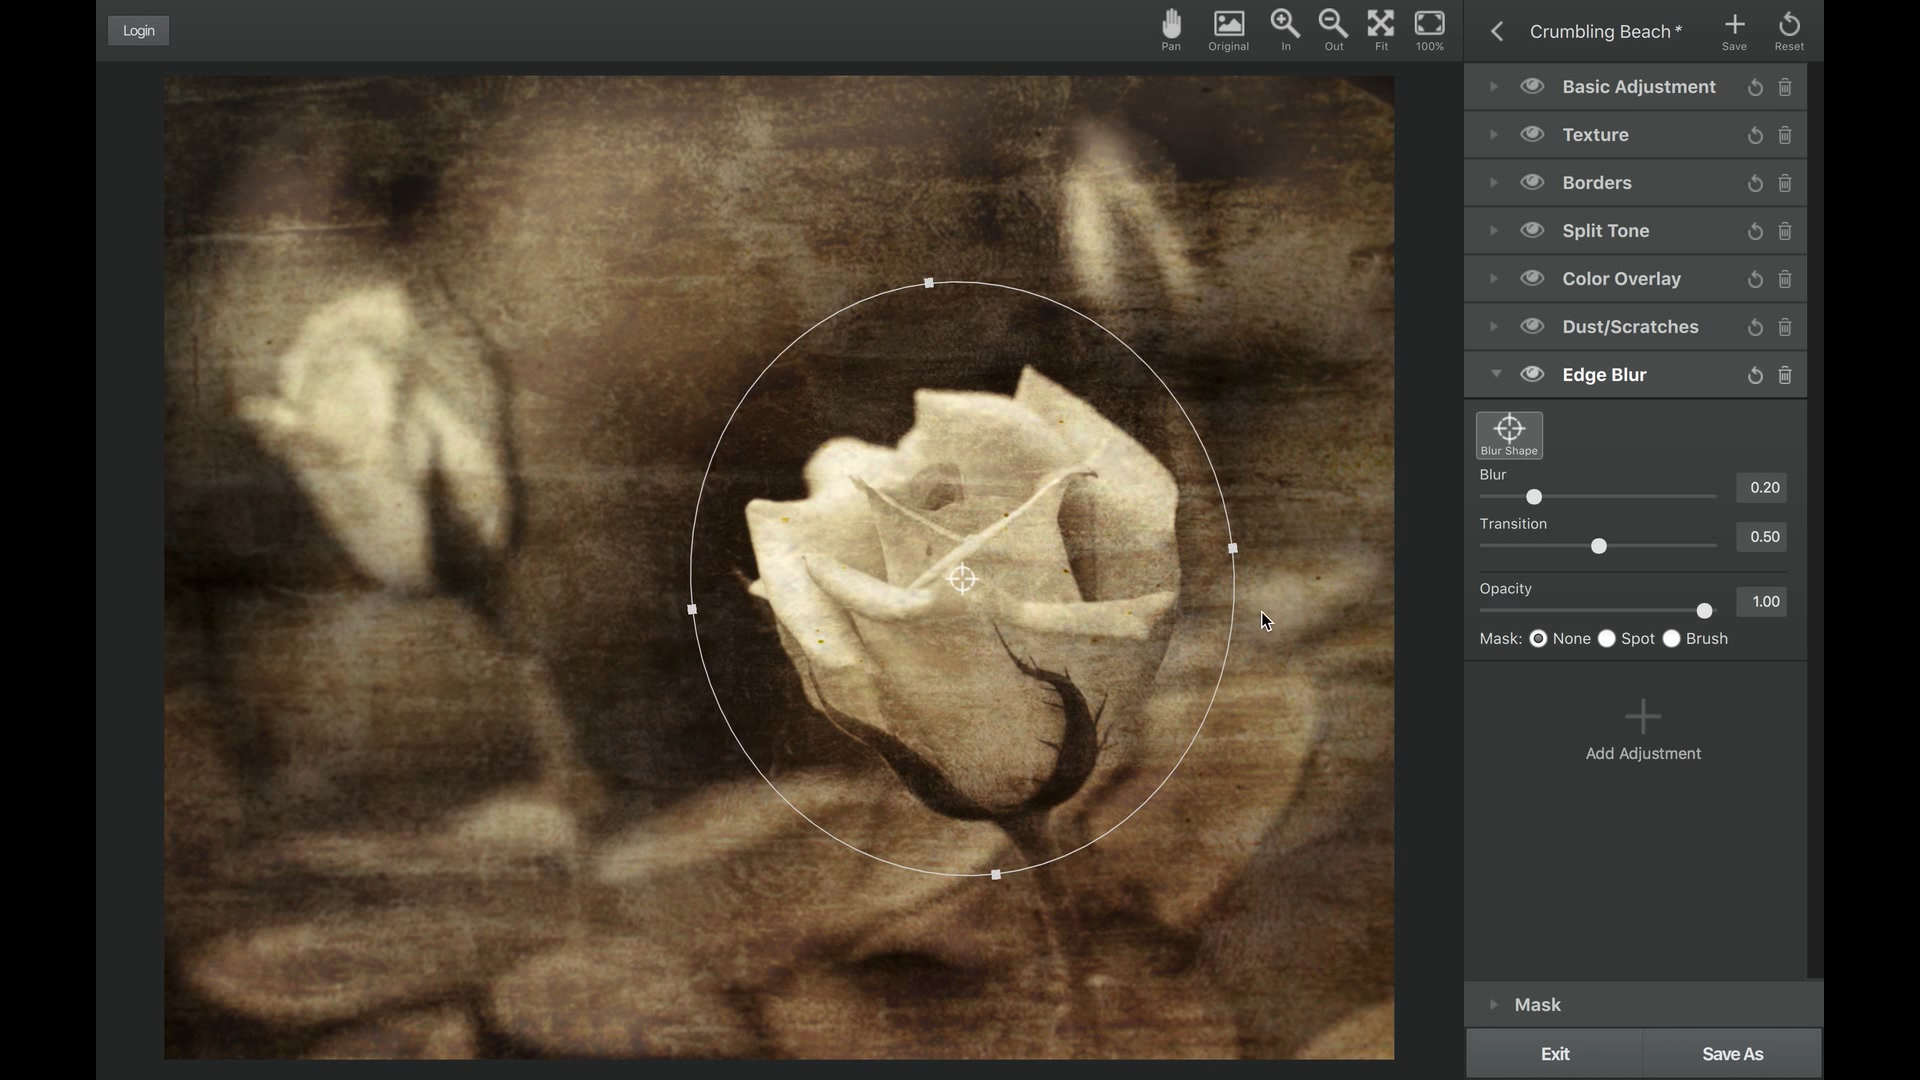 Login
Pan
Original
In
Out
Fit
100%
Crumbling Beach *
Save
Reset
Basic Adjustment
Texture
Borders
Split Tone
Color Overlay
Dust/Scratches
Edge Blur
Blur Shape
Blur
0.20
Transition
0.50
Opacity
1.00
Mask: None Spot Brush
Add Adjustment
Mask
Exit
Save As